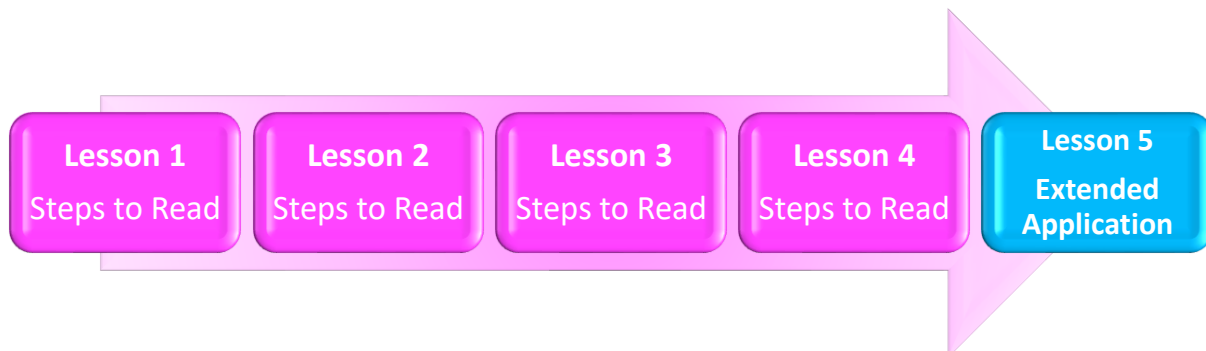 Lesson 1
Steps to Read
Lesson 2
Steps to Read
Lesson 3
Steps to Read
Lesson 4
Steps to Read
Lesson 5
Extended
Application